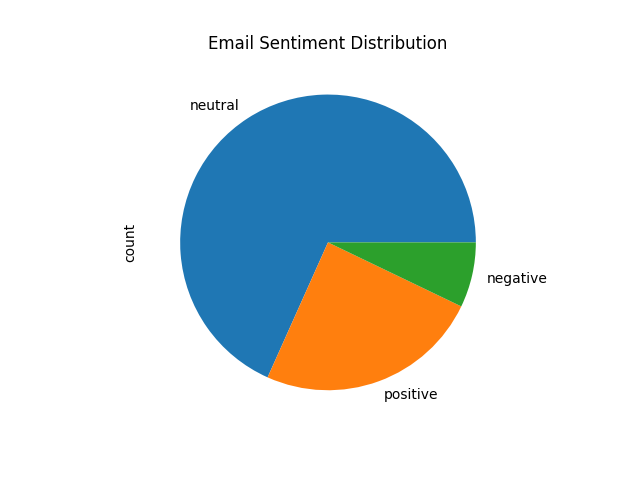 Email Sentiment Distribution
neutral
count
negative
positive